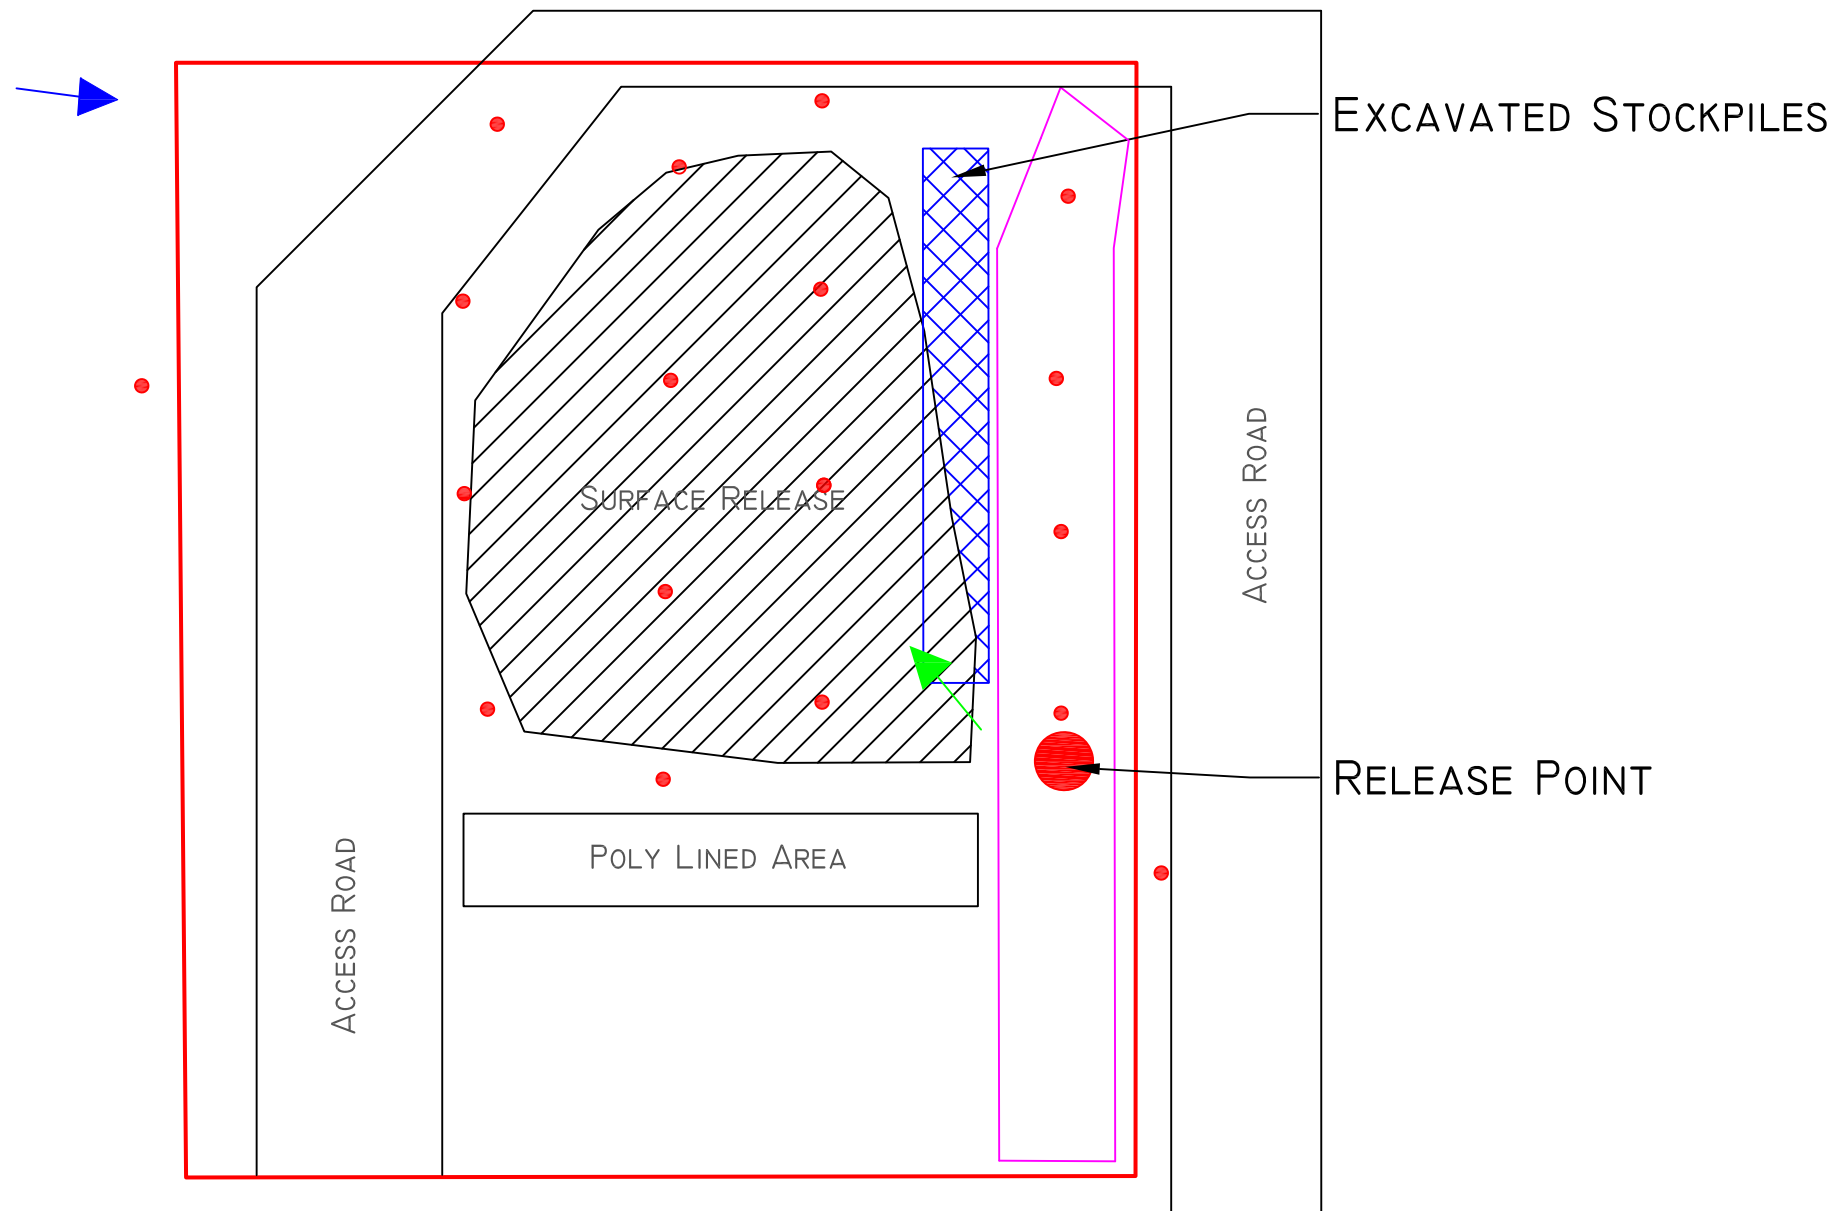 EXCAVATED STOCKPILES
SURFACE RELEASE
ACCESS ROAD
RELEASE POINT
POLY LINED AREA
ACCESS ROAD